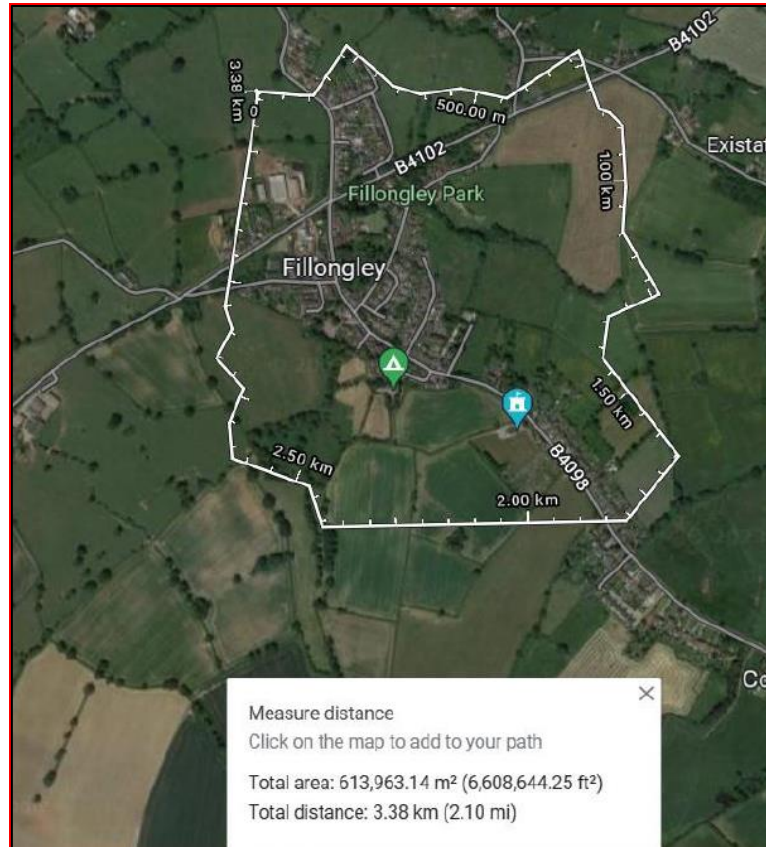 B4102
3.38 km
0
500.00 m
B4102
Existat
1.00 km
Fillongley Park
Fillongley
1.50 km
B4098
2.50 km
2.00 km
Co
Measure distance
Click on the map to add to your path
Total area: 613,963.14 m² (6,608,644.25 ft²)
Total distance: 3.38 km (2.10 mi)